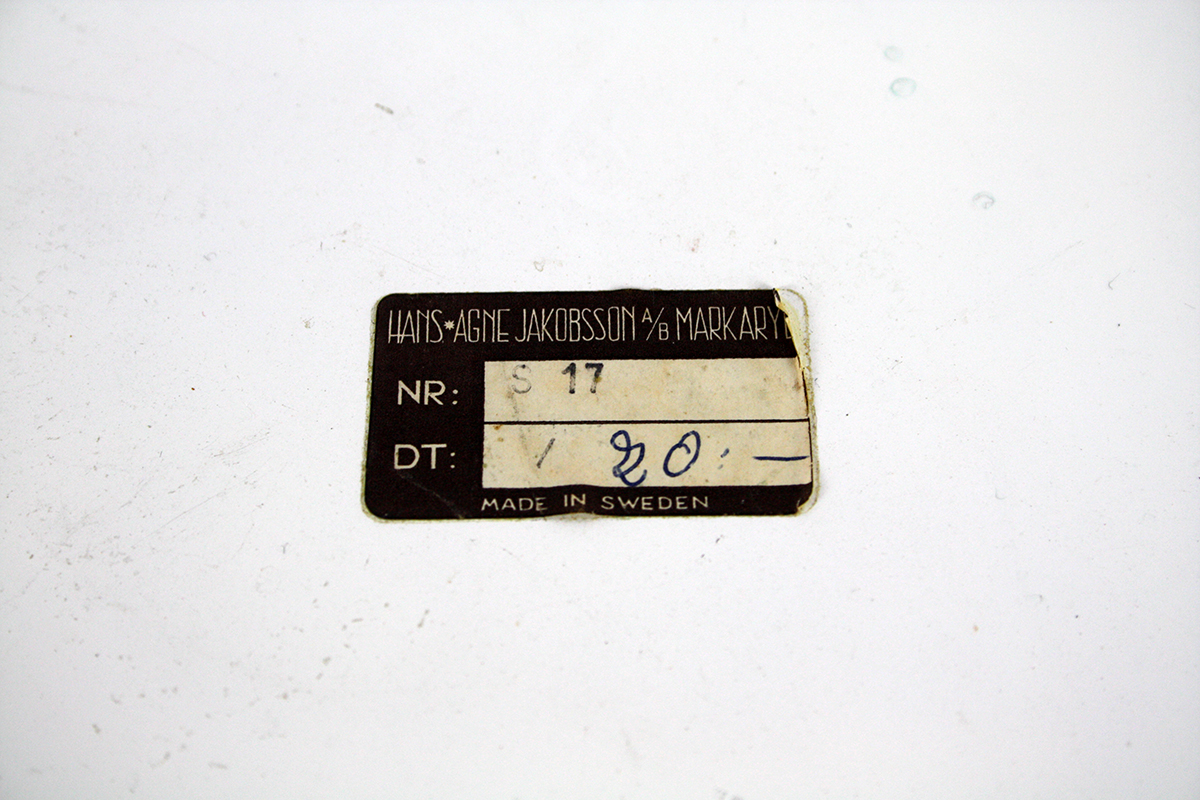 HANS*AGNE JAKOBSSON A/B MARKARYD
NR: S 17
DT: / 20:-
MADE IN SWEDEN